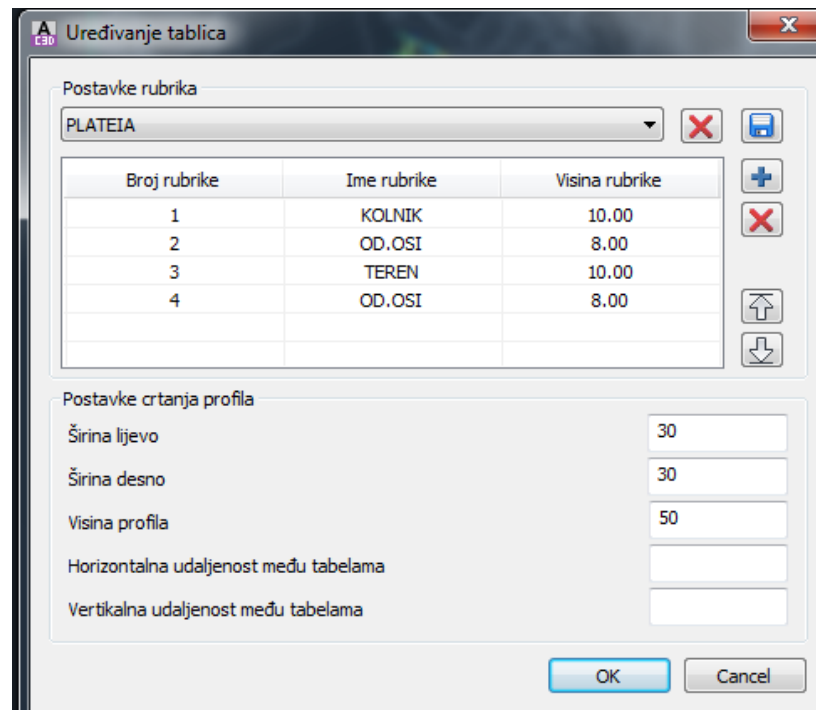 A
C3D
Uređivanje tablica
x
Postavke rubrika
PLATEIA
Broj rubrike Ime rubrike Visina rubrike
1 KOLNIK 10.00
2 OD.OSI 8.00
3 TEREN 10.00
4 OD.OSI 8.00
Postavke crtanja profila
Širina lijevo 30
Širina desno 30
Visina profila 50
Horizontalna udaljenost među tabelama
Vertikalna udaljenost među tabelama
OK Cancel